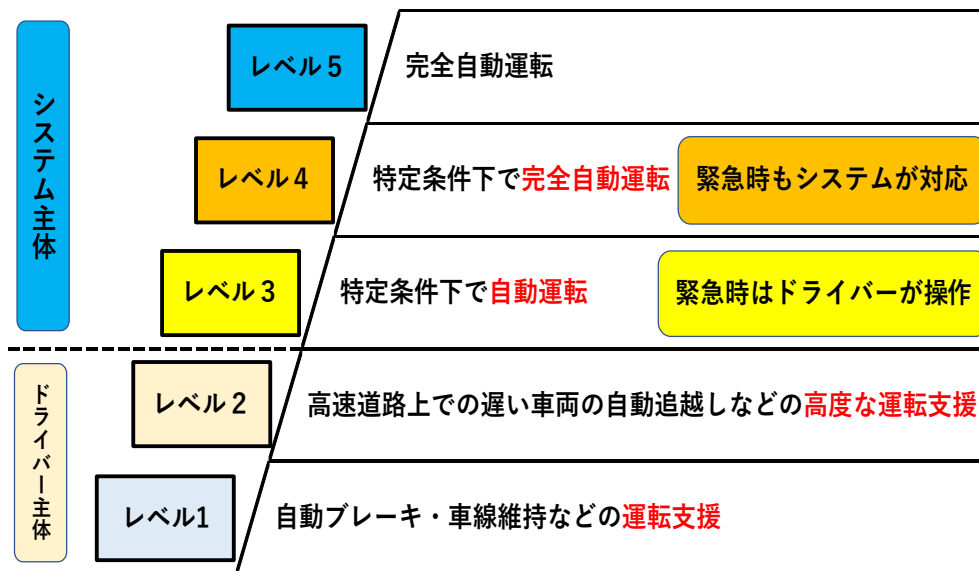 システム主体
レベル5 完全自動運転
レベル4 特定条件下で完全自動運転 緊急時もシステムが対応
レベル3 特定条件下で自動運転 緊急時はドライバーが操作
ドライバー主体
レベル2 高速道路上での遅い車両の自動追越しなどの高度な運転支援
レベル1 自動ブレーキ・車線維持などの運転支援